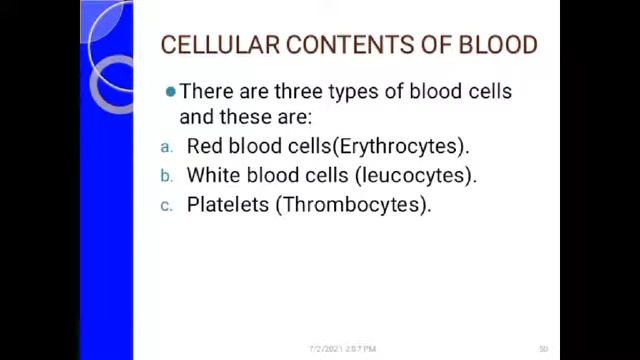 CELLULAR CONTENTS OF BLOOD
There are three types of blood cells
and these are:
a. Red blood cells(Erythrocytes).
b. White blood cells (leucocytes).
c. Platelets (Thrombocytes).
7/2/2021 PM
50